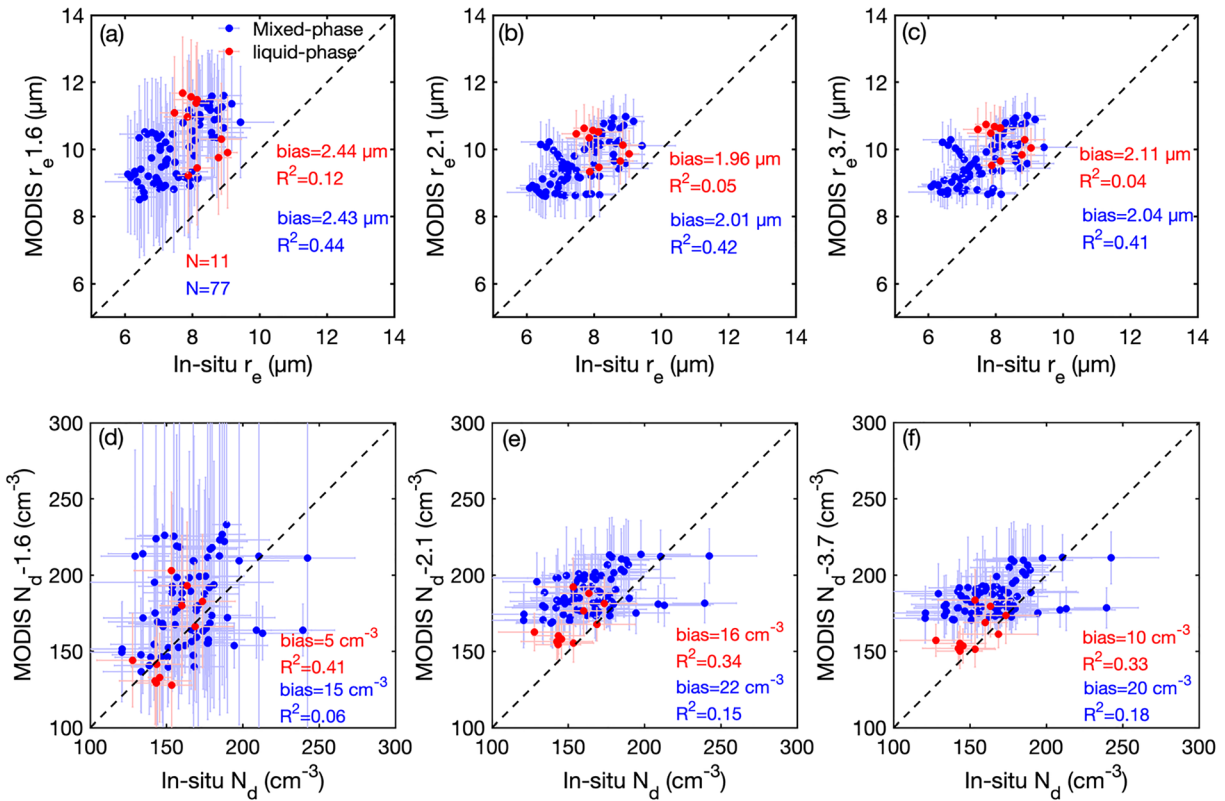 (a)
Mixed-phase
liquid-phase
14
12
10
8
6
MODIS r_e 1.6 (μm)
bias=2.44 μm
R²=0.12
bias=2.43 μm
R²=0.44
N=11
N=77
6 8 10 12 14
In-situ r_e (μm)
(b)
14
12
10
8
6
MODIS r_e 2.1 (μm)
bias=1.96 μm
R²=0.05
bias=2.01 μm
R²=0.42
6 8 10 12 14
In-situ r_e (μm)
(c)
14
12
10
8
6
MODIS r_e 3.7 (μm)
bias=2.11 μm
R²=0.04
bias=2.04 μm
R²=0.41
6 8 10 12 14
In-situ r_e (μm)
(d)
300
250
200
150
100
MODIS N_d-1.6 (cm⁻³)
bias=5 cm⁻³
R²=0.41
bias=15 cm⁻³
R²=0.06
100 150 200 250 300
In-situ N_d (cm⁻³)
(e)
300
250
200
150
100
MODIS N_d-2.1 (cm⁻³)
bias=16 cm⁻³
R²=0.34
bias=22 cm⁻³
R²=0.15
100 150 200 250 300
In-situ N_d (cm⁻³)
(f)
300
250
200
150
100
MODIS N_d-3.7 (cm⁻³)
bias=10 cm⁻³
R²=0.33
bias=20 cm⁻³
R²=0.18
100 150 200 250 300
In-situ N_d (cm⁻³)